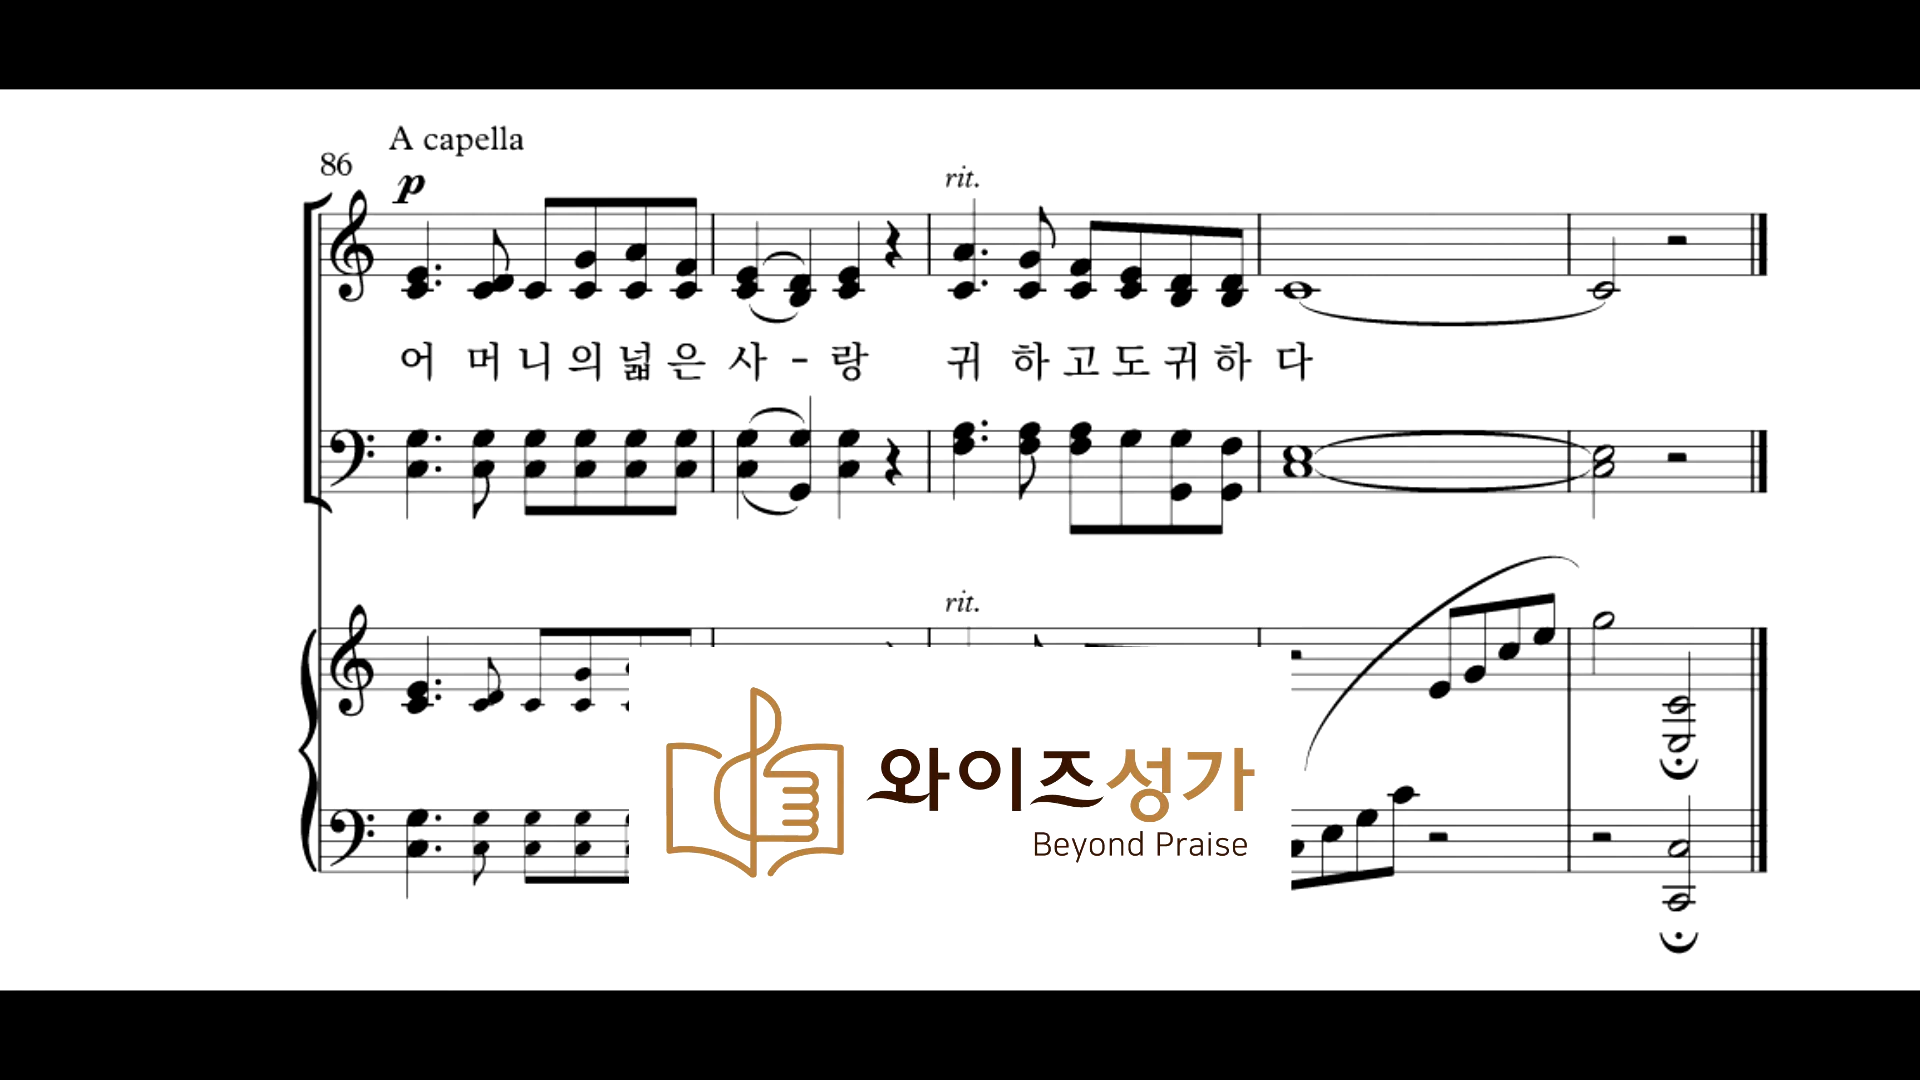 A capella
86
p
rit.
어 머 니 의 넓 은 사 - 랑 귀 하 고 도 귀 하 다
rit.
와이즈성가
Beyond Praise